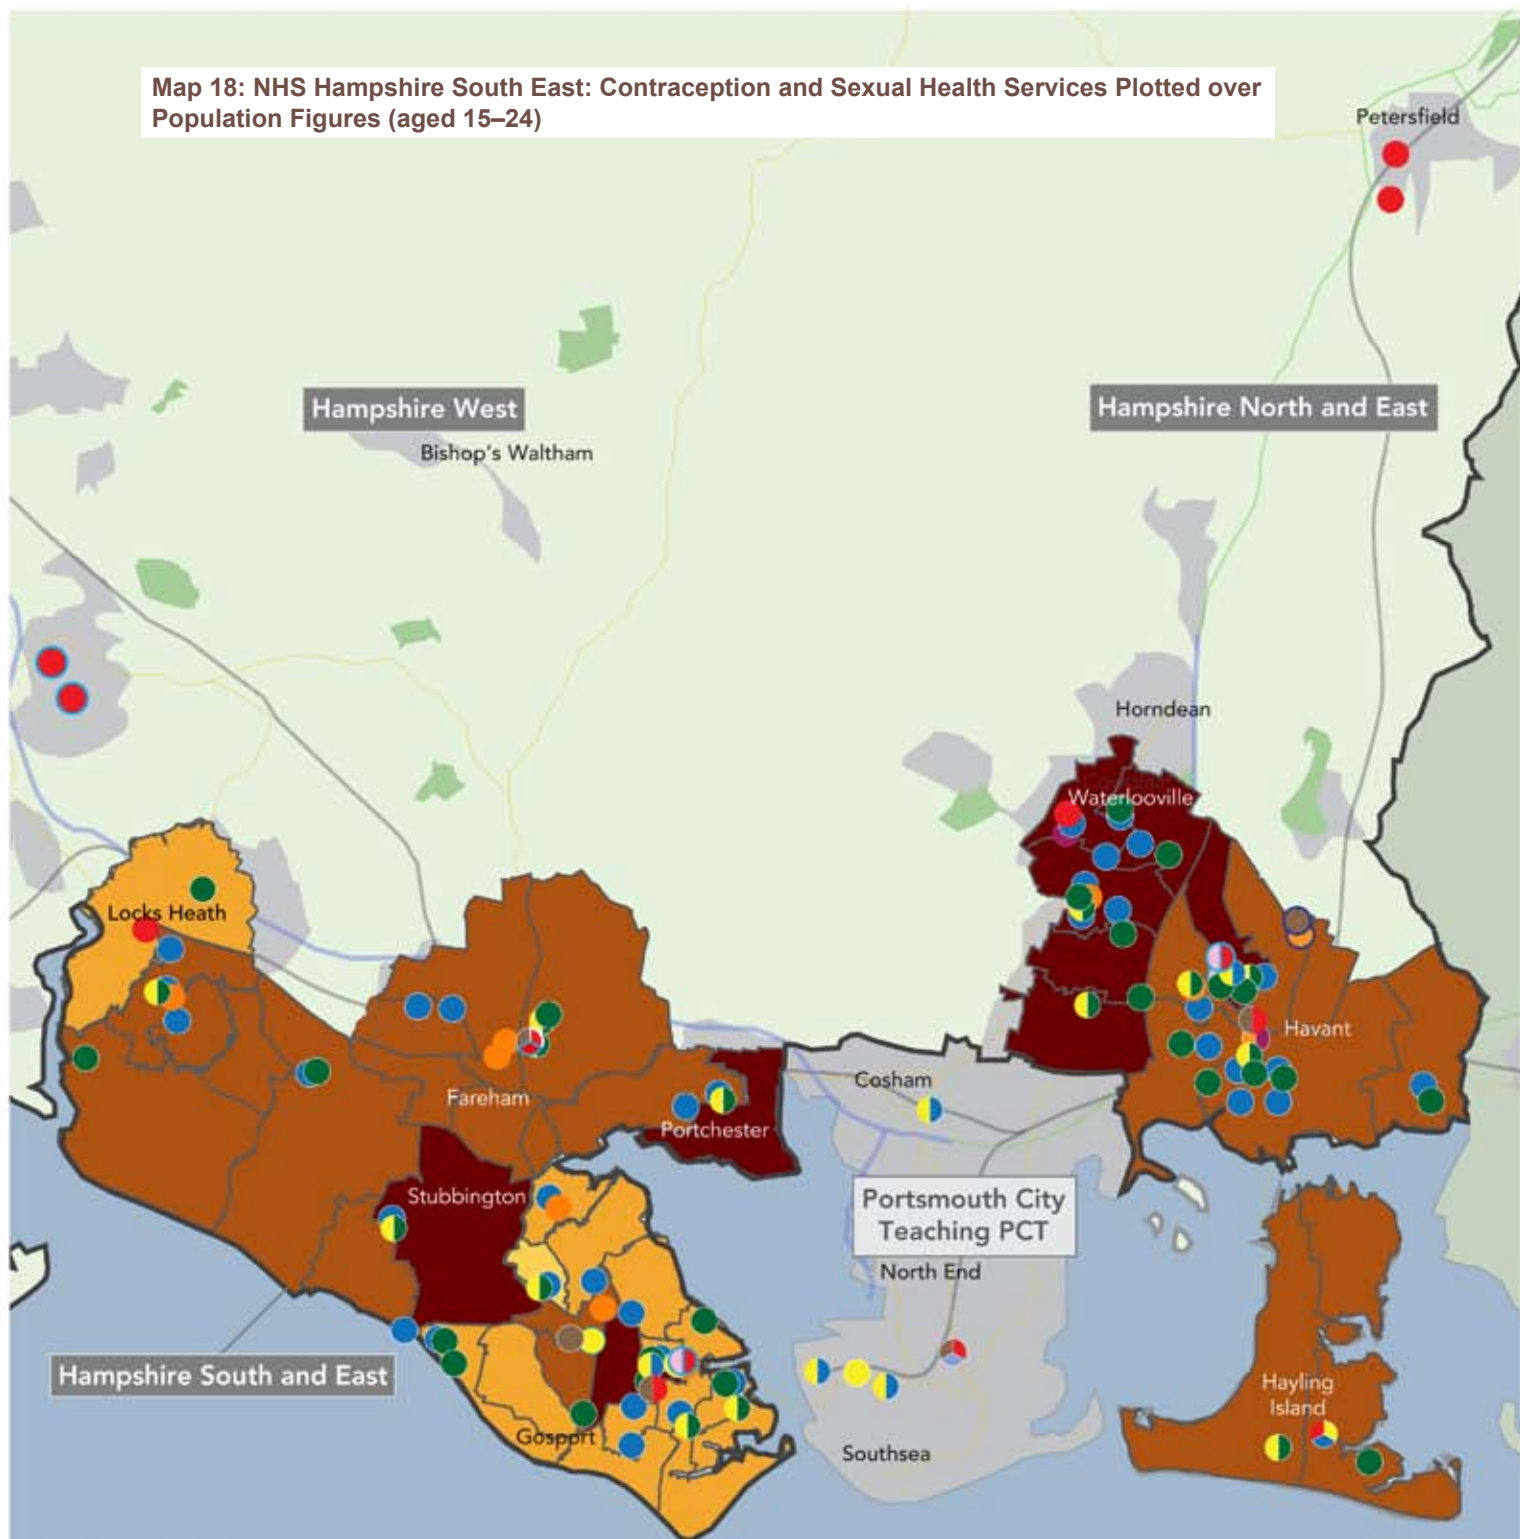 Map 18: NHS Hampshire South East: Contraception and Sexual Health Services Plotted over
Population Figures (aged 15–24)
Petersfield
Hampshire West
Hampshire North and East
Bishop's Waltham
Horndean
Waterlooville
Locks Heath
Havant
Fareham
Cosham
Portchester
Stubbington
Portsmouth City
Teaching PCT
North End
Hampshire South and East
Hayling
Island
Gosport
Southsea